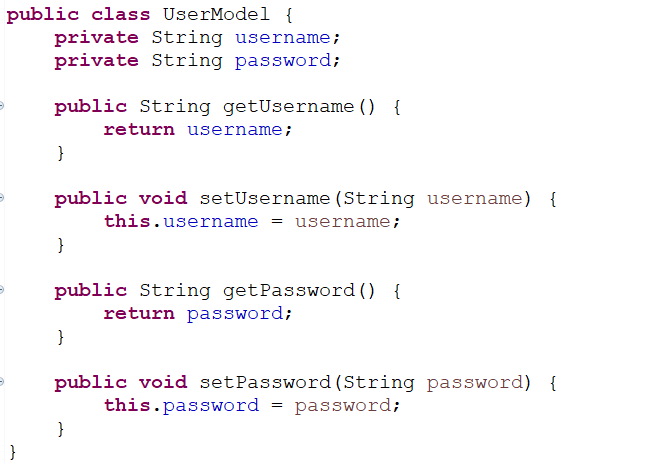 public class UserModel {
    private String username;
    private String password;

    public String getUsername() {
        return username;
    }

    public void setUsername(String username) {
        this.username = username;
    }

    public String getPassword() {
        return password;
    }

    public void setPassword(String password) {
        this.password = password;
    }
}